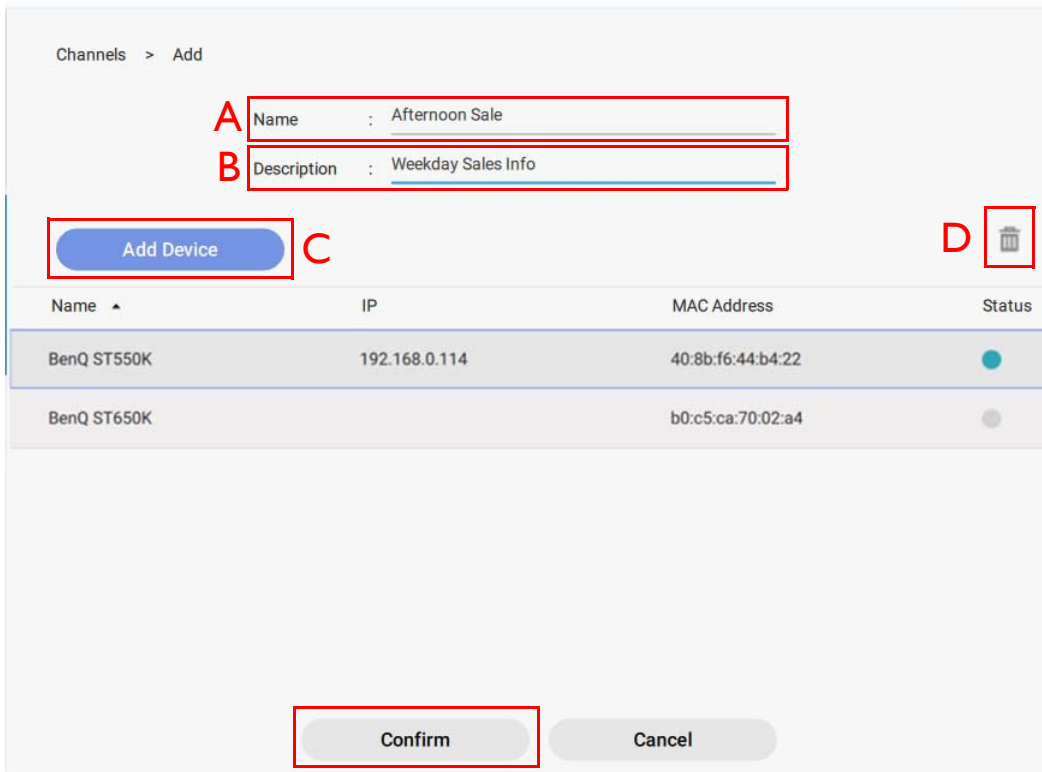 Channels > Add
A Name : Afternoon Sale
B Description : Weekday Sales Info
Add Device C D
Name IP MAC Address Status
BenQ ST550K 192.168.0.114 40:8b:f6:44:b4:22
BenQ ST650K b0:c5:ca:70:02:a4
Confirm Cancel